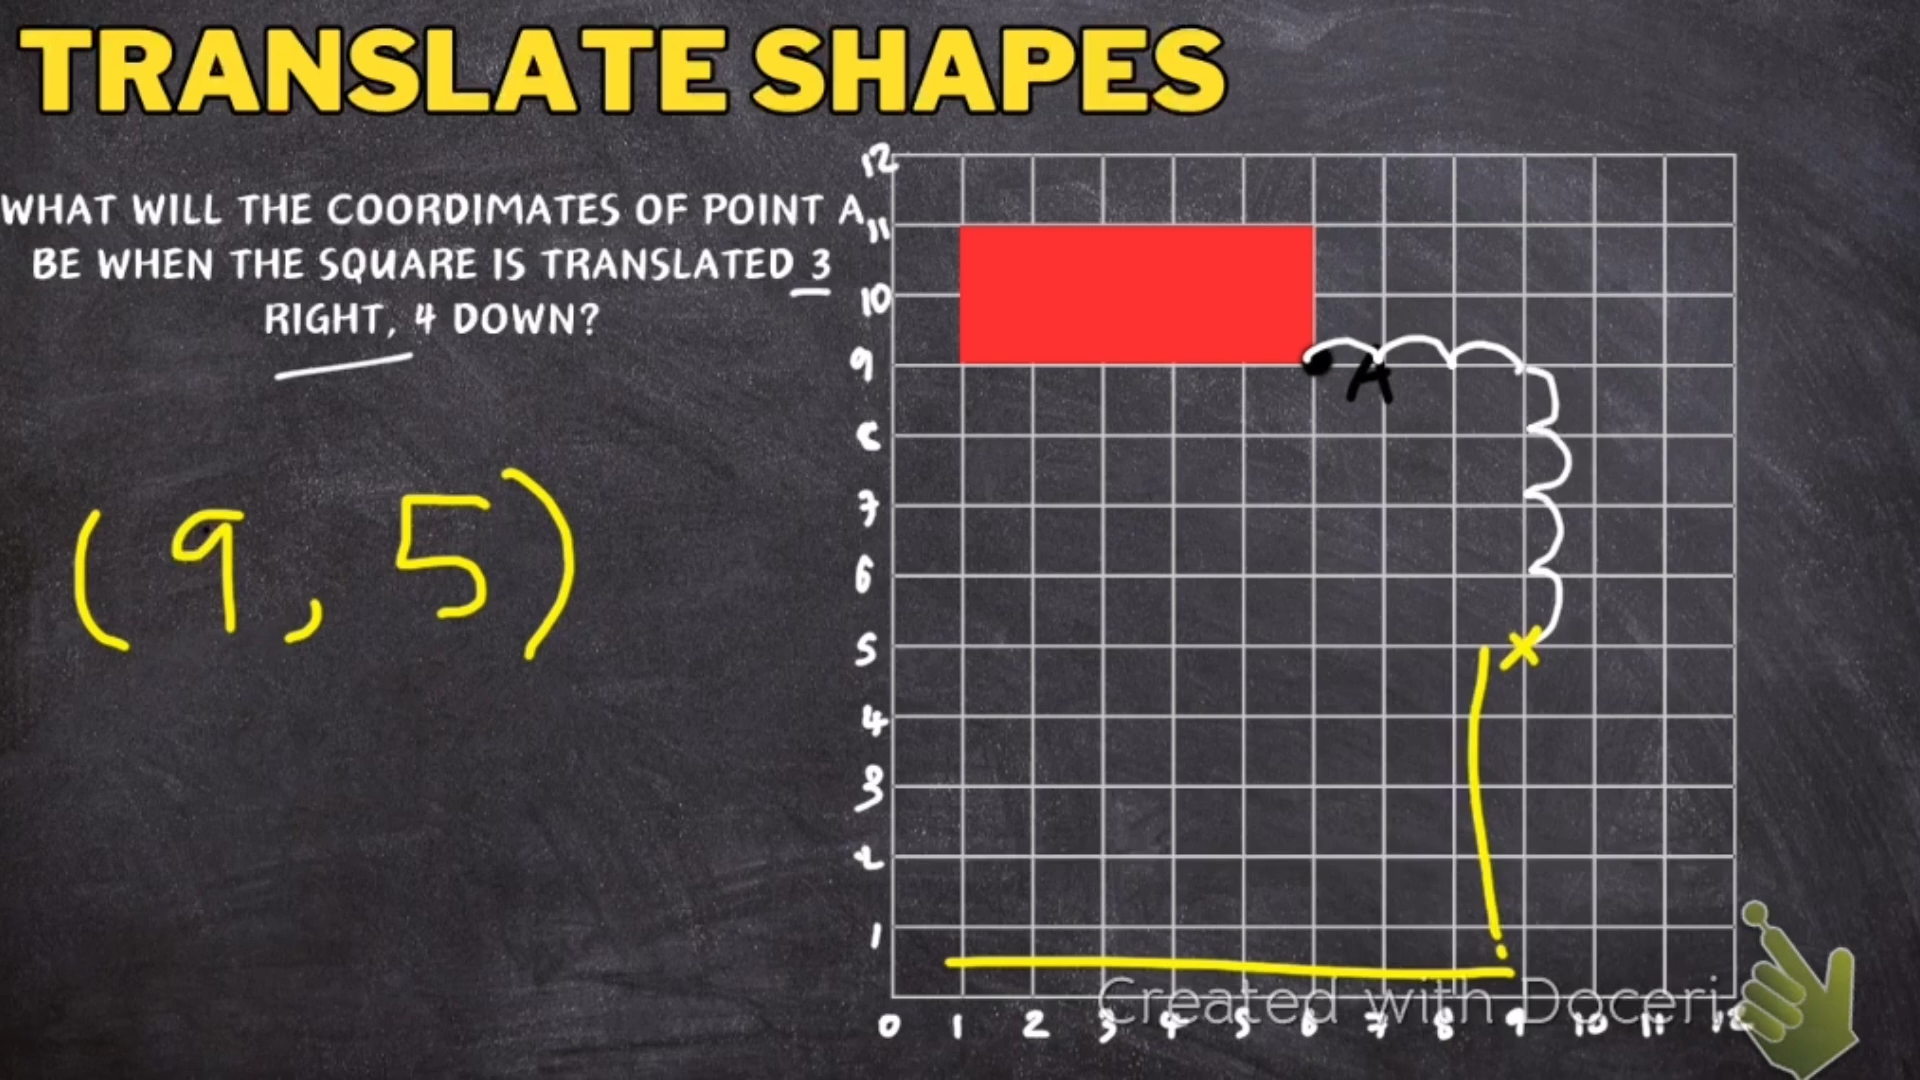 TRANSLATE SHAPES
WHAT WILL THE COORDIMATES OF POINT A
BE WHEN THE SQUARE IS TRANSLATED 3
RIGHT, 4 DOWN?
(9, 5)
12
11
10
9
8
7
6
5
4
3
2
1
A
0 1 2 3 4 5 6 7 8 9 10 11 12
Created with Doceri